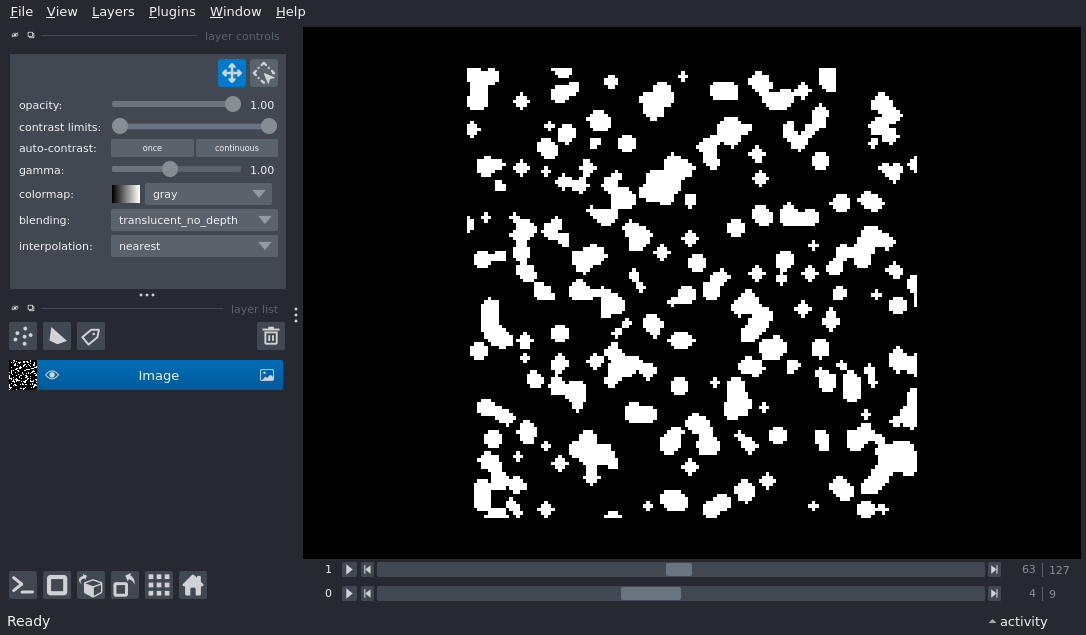 File View Layers Plugins Window Help
layer controls
opacity: 1.00
contrast limits:
auto-contrast: once continuous
gamma: 1.00
colormap: gray
blending: translucent_no_depth
interpolation: nearest
layer list
Image
1 63 127
0 4 9
Ready activity